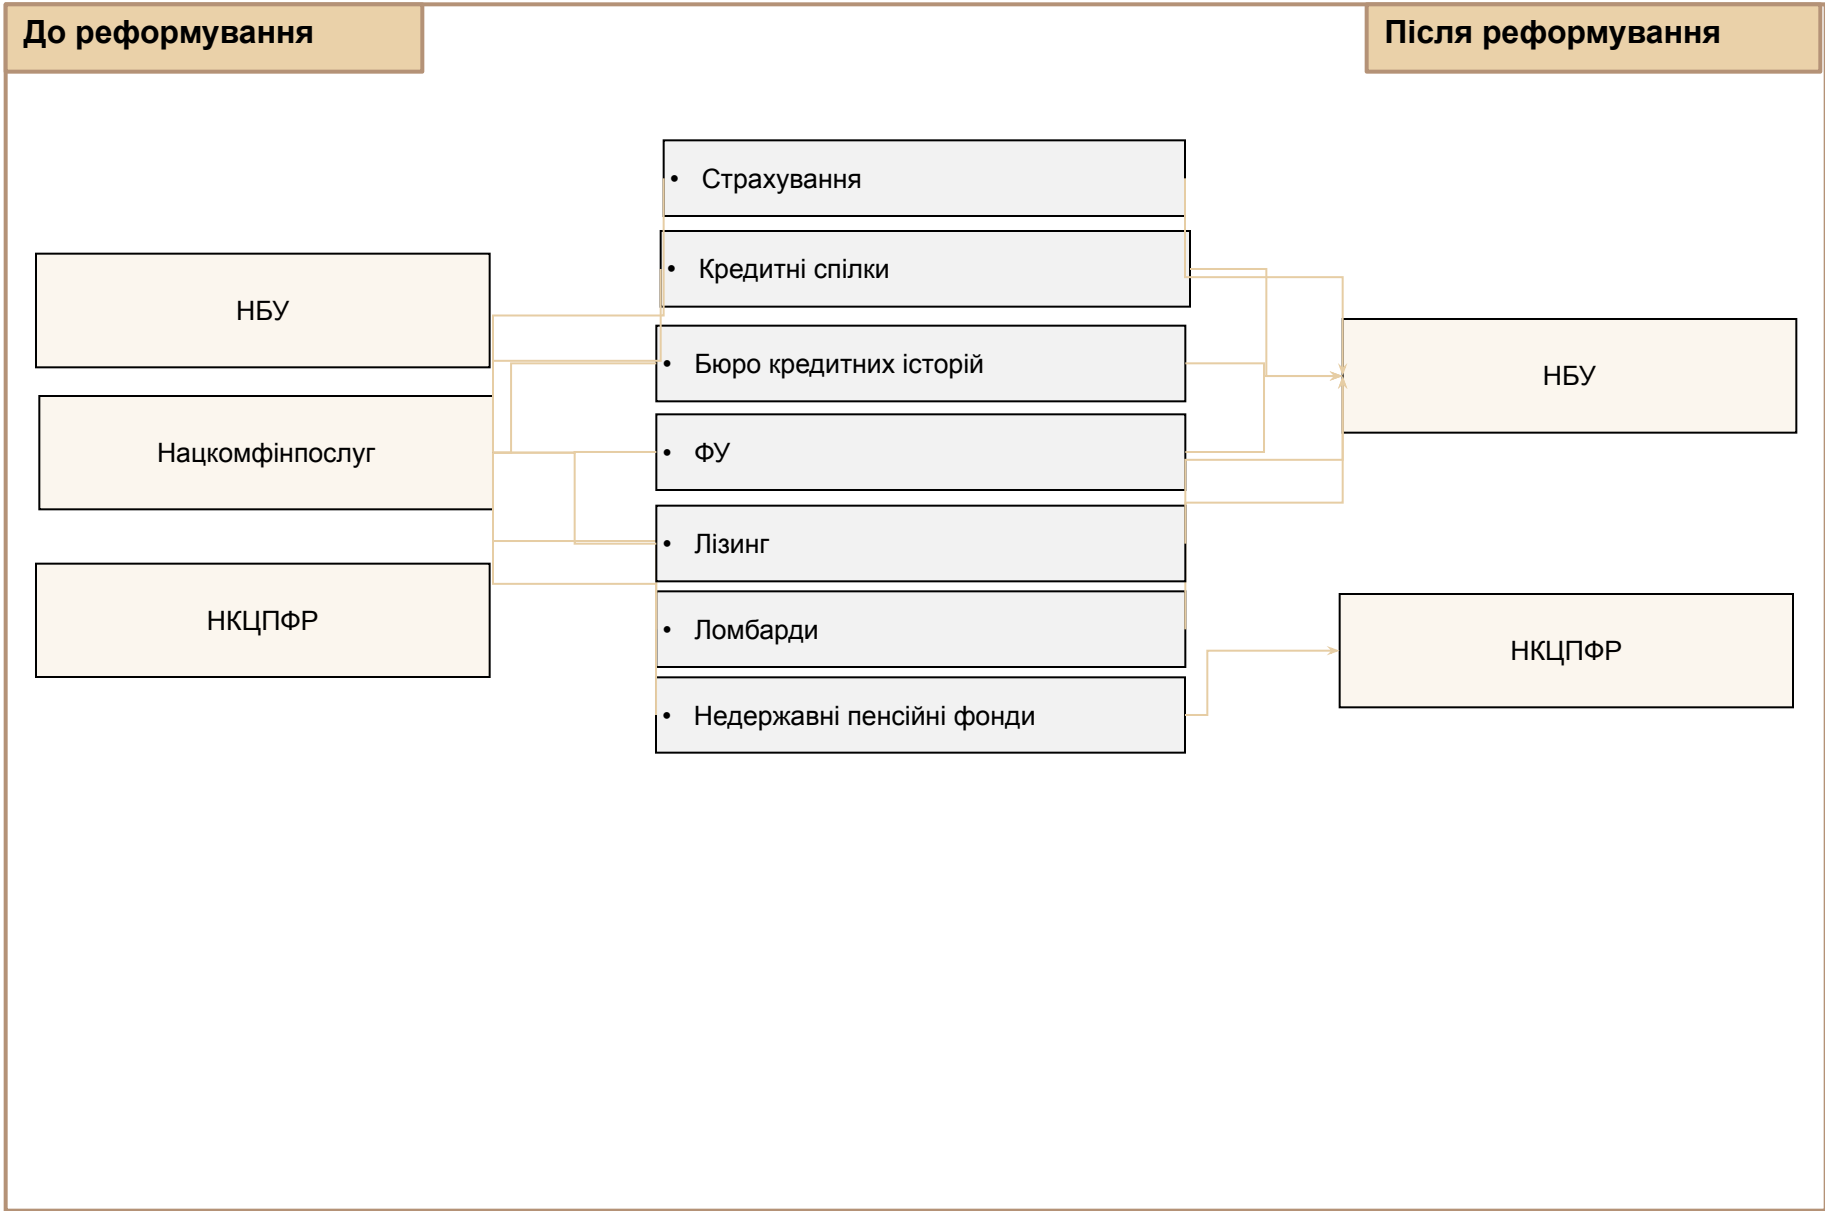 До реформування
Після реформування
• Страхування
• Кредитні спілки
НБУ
• Бюро кредитних історій
НБУ
Нацкомфінпослуг
• ФУ
• Лізинг
НКЦПФР
• Ломбарди
НКЦПФР
• Недержавні пенсійні фонди